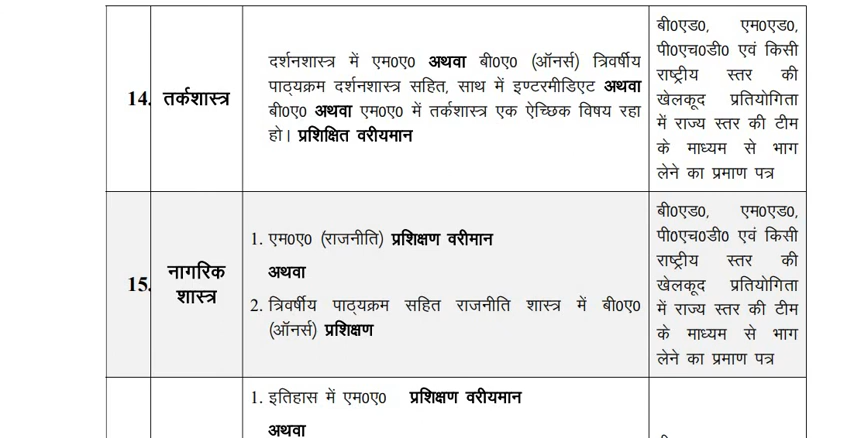 14.
तर्कशास्त्र
दर्शनशास्त्र में एम0ए0 अथवा बी0ए0 (ऑनर्स) त्रिवर्षीय
पाठ्यक्रम दर्शनशास्त्र सहित, साथ में इण्टरमीडिएट अथवा
बी0ए0 अथवा एम0ए0 में तर्कशास्त्र एक ऐच्छिक विषय रहा
हो। प्रशिक्षित वरीयमान
बी0एड0, एम0एड0,
पी0एच0डी0 एवं किसी
राष्ट्रीय स्तर की
खेलकूद प्रतियोगिता
में राज्य स्तर की टीम
के माध्यम से भाग
लेने का प्रमाण पत्र
15.
नागरिक
शास्त्र
1. एम0ए0 (राजनीति) प्रशिक्षण वरीमान
अथवा
2. त्रिवर्षीय पाठ्यक्रम सहित राजनीति शास्त्र में बी0ए0
(ऑनर्स) प्रशिक्षण
बी0एड0, एम0एड0,
पी0एच0डी0 एवं किसी
राष्ट्रीय स्तर की
खेलकूद प्रतियोगिता
में राज्य स्तर की टीम
के माध्यम से भाग
लेने का प्रमाण पत्र
1. इतिहास में एम0ए0 प्रशिक्षण वरीयमान
अथवा